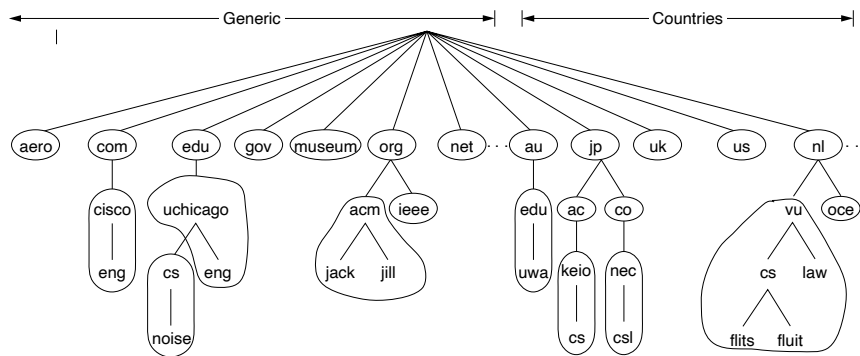 Generic Countries
aero com edu gov museum org net ... au jp uk us nl ...
cisco uchicago acm ieee edu ac co vu oce
eng cs eng jack jill uwa keio nec cs law
noise cs csl flits fluit